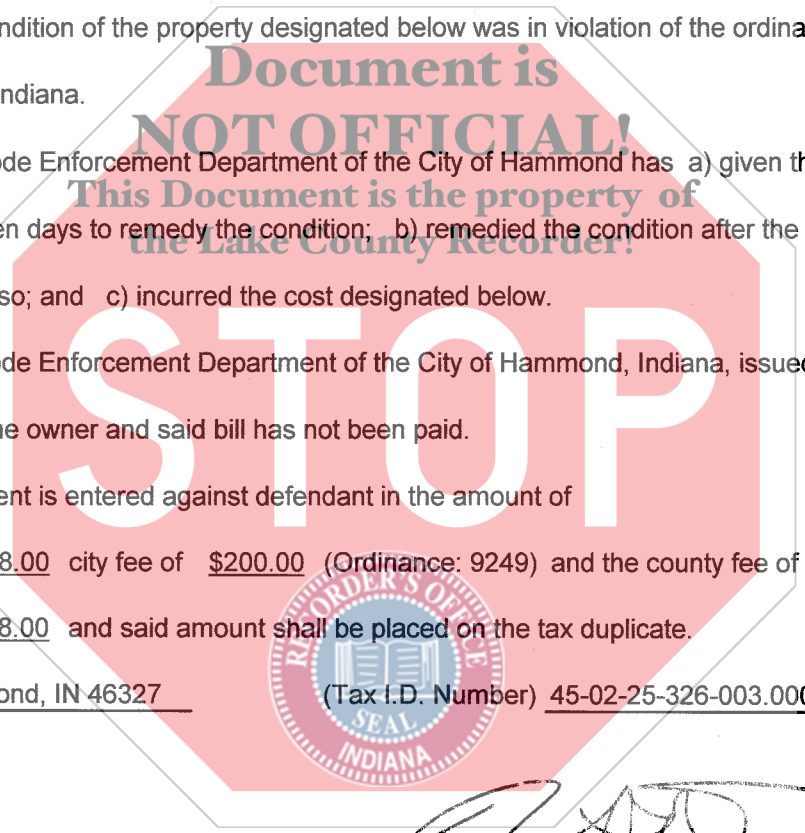 ndition of the property designated below was in violation of the ordina
Document is
ndiana.
NOT OFFICIAL!
de Enforcement Department of the City of Hammond has a) given th
This Document is the property of
en days to remedy the condition; b) remedied the condition after the
the Lake County Recorder!
so; and c) incurred the cost designated below.
STOP
de Enforcement Department of the City of Hammond, Indiana, issue
e owner and said bill has not been paid.
ent is entered against defendant in the amount of
8.00 city fee of $200.00 (Ordinance: 9249) and the county fee of
8.00 and said amount shall be placed on the tax duplicate.
ond, IN 46327 (Tax I.D. Number) 45-02-25-326-003.00
RECORDER'S OFFICE
SEAL
INDIANA